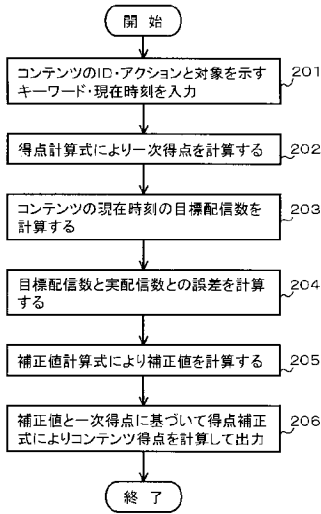 開始
コンテンツのID・アクションと対象を示す
キーワード・現在時刻を入力
201
得点計算式により一次得点を計算する
202
コンテンツの現在時刻の目標配信数を
計算する
203
目標配信数と実配信数との誤差を計算
する
204
補正値計算式により補正値を計算する
205
補正値と一次得点に基づいて得点補正
式によりコンテンツ得点を計算して出力
206
終了